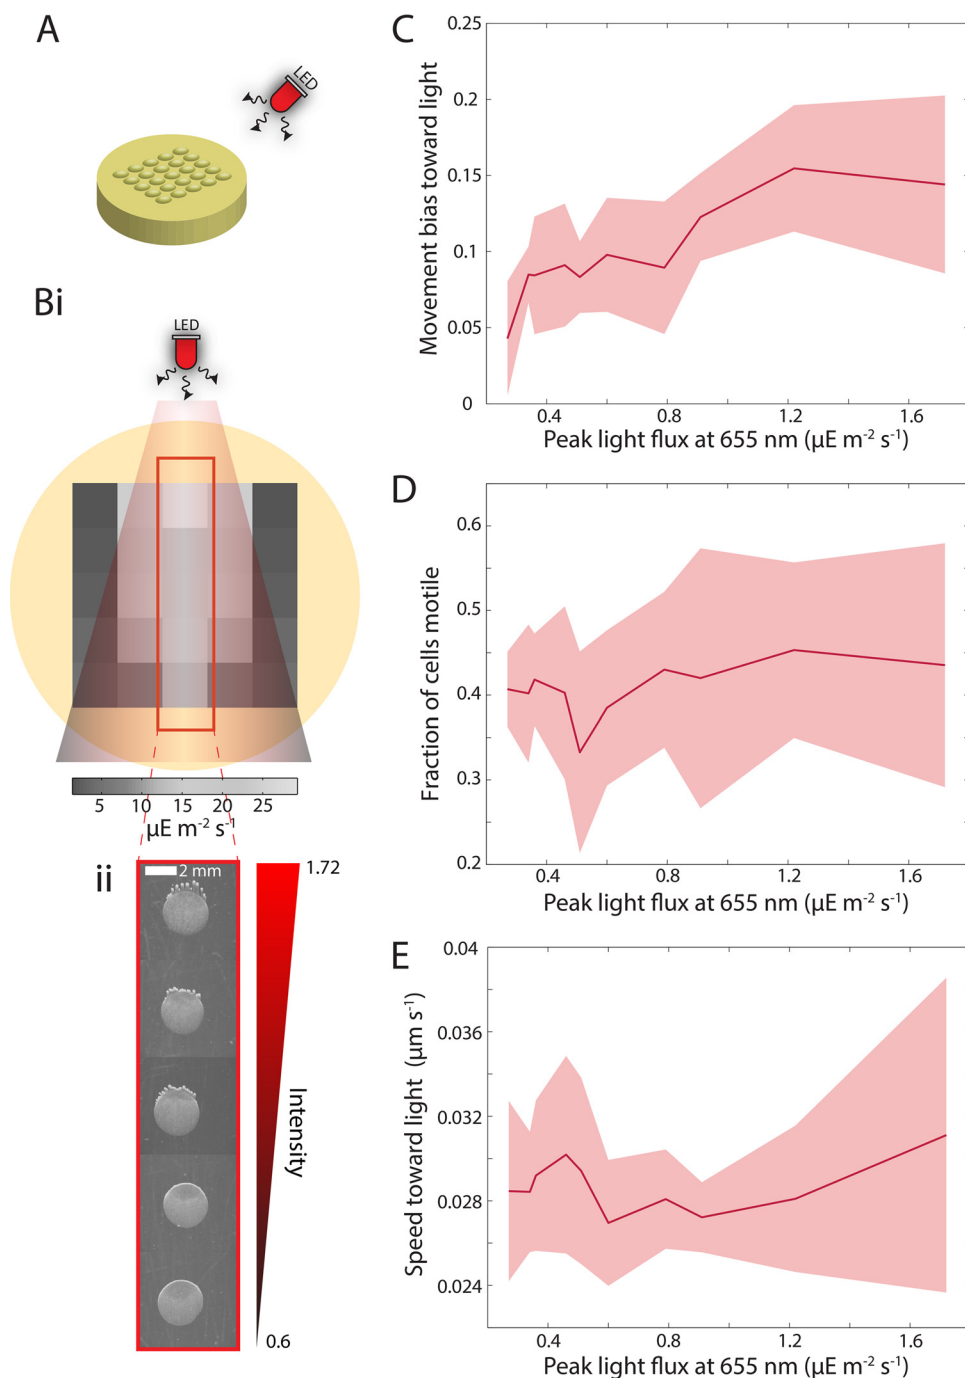 A
LED
Bi
LED
5 10 15 20 25
µE m-2 s-1
ii
2 mm
1.72
Intensity
0.6
C
Movement bias toward light
0.25
0.2
0.15
0.1
0.05
0
0.4 0.8 1.2 1.6
Peak light flux at 655 nm (µE m-2 s-1)
D
Fraction of cells motile
0.6
0.5
0.4
0.3
0.2
0.4 0.8 1.2 1.6
Peak light flux at 655 nm (µE m-2 s-1)
E
Speed toward light (µm s-1)
0.04
0.036
0.032
0.028
0.024
0.4 0.8 1.2 1.6
Peak light flux at 655 nm (µE m-2 s-1)